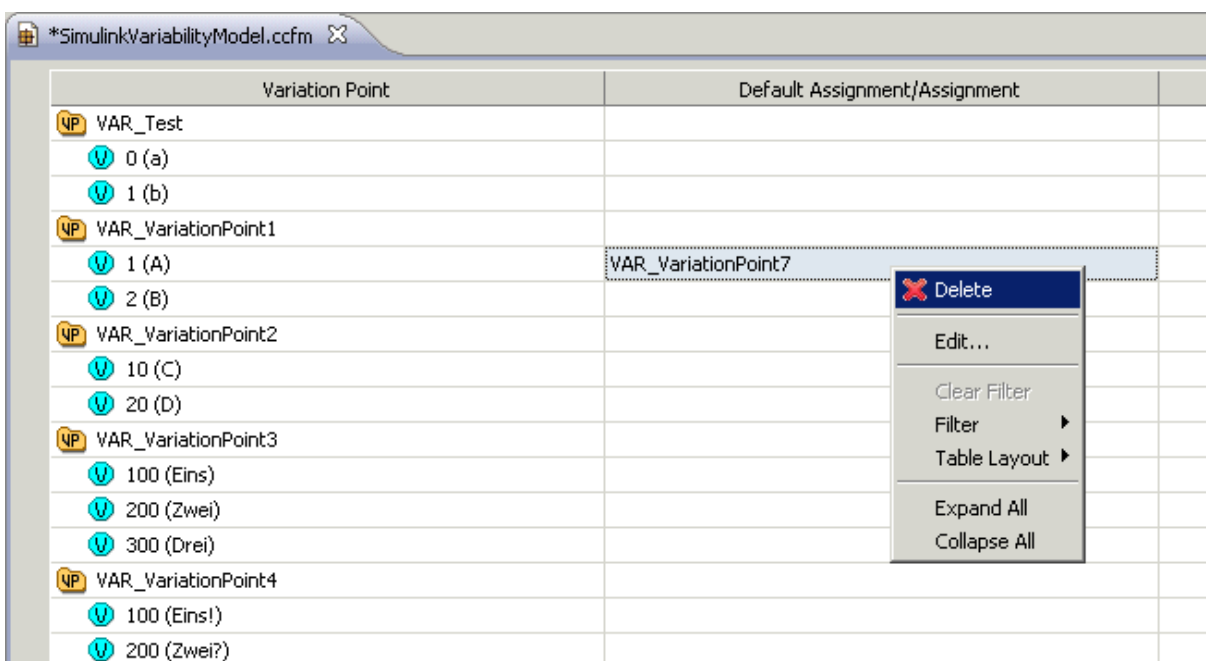 *SimulinkVariabilityModel.ccfm
Variation Point Default Assignment/Assignment
VP VAR_Test
V 0 (a)
V 1 (b)
VP VAR_VariationPoint1
V 1 (A) VAR_VariationPoint7
V 2 (B)
VP VAR_VariationPoint2
V 10 (C)
V 20 (D)
VP VAR_VariationPoint3
V 100 (Eins)
V 200 (Zwei)
V 300 (Drei)
VP VAR_VariationPoint4
V 100 (Eins!)
V 200 (Zwei?)
Delete
Edit...
Clear Filter
Filter
Table Layout
Expand All
Collapse All